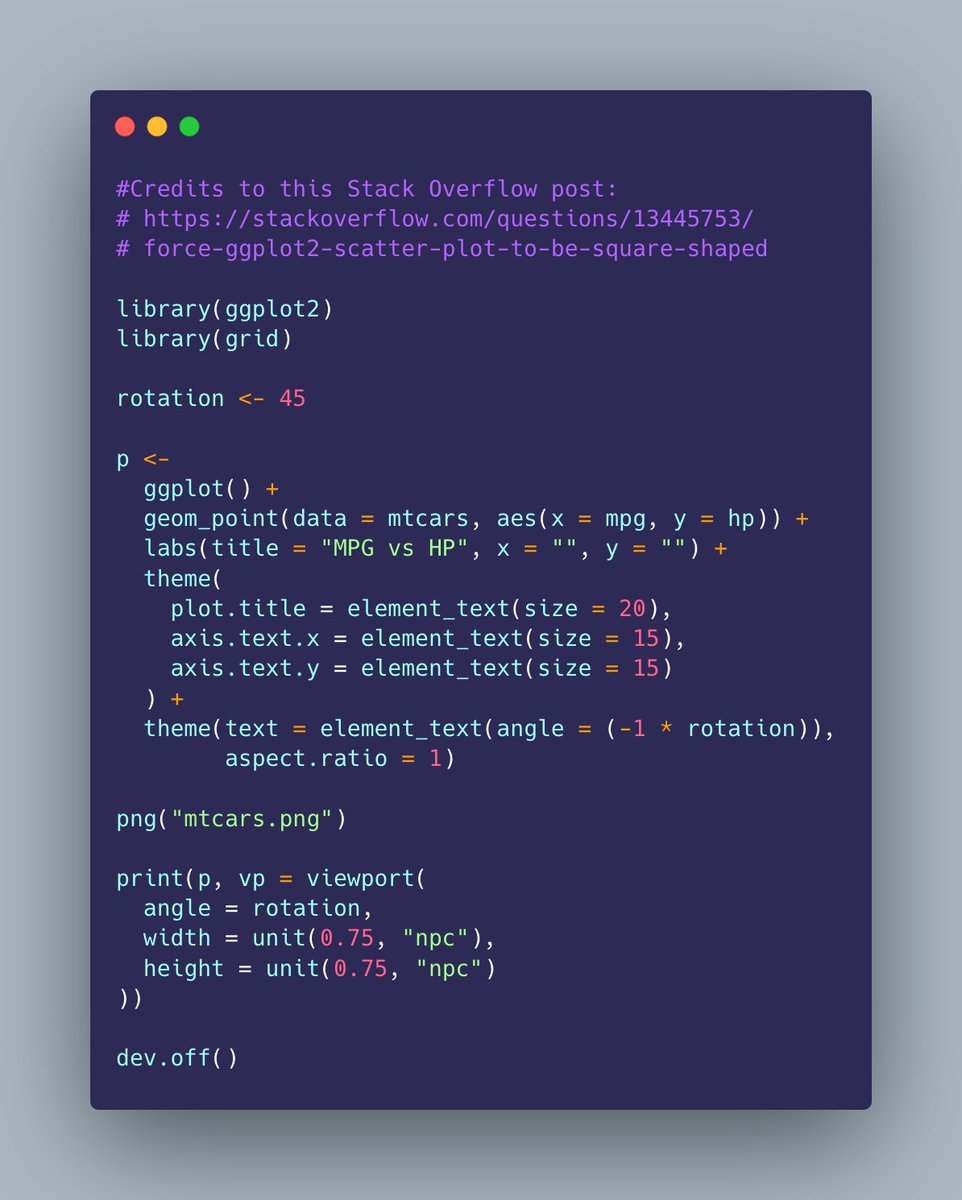 #Credits to this Stack Overflow post:
# https://stackoverflow.com/questions/13445753/
# force-ggplot2-scatter-plot-to-be-square-shaped

library(ggplot2)
library(grid)

rotation <- 45

p <-
  ggplot() +
  geom_point(data = mtcars, aes(x = mpg, y = hp)) +
  labs(title = "MPG vs HP", x = "", y = "") +
  theme(
    plot.title = element_text(size = 20),
    axis.text.x = element_text(size = 15),
    axis.text.y = element_text(size = 15)
  ) +
  theme(text = element_text(angle = (-1 * rotation)),
        aspect.ratio = 1)

png("mtcars.png")

print(p, vp = viewport(
  angle = rotation,
  width = unit(0.75, "npc"),
  height = unit(0.75, "npc")
))

dev.off()